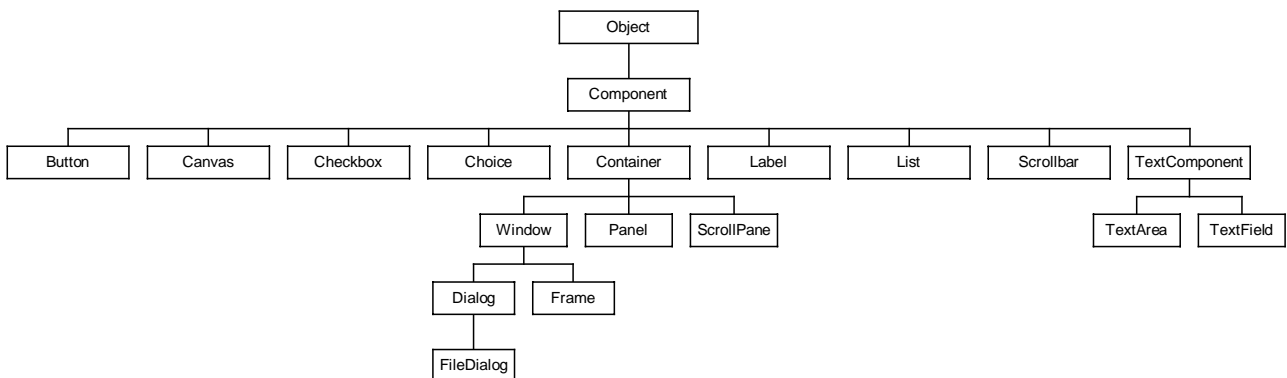 Object
Component
Button
Canvas
Checkbox
Choice
Container
Label
List
Scrollbar
TextComponent
Window
Panel
ScrollPane
TextArea
TextField
Dialog
Frame
FileDialog